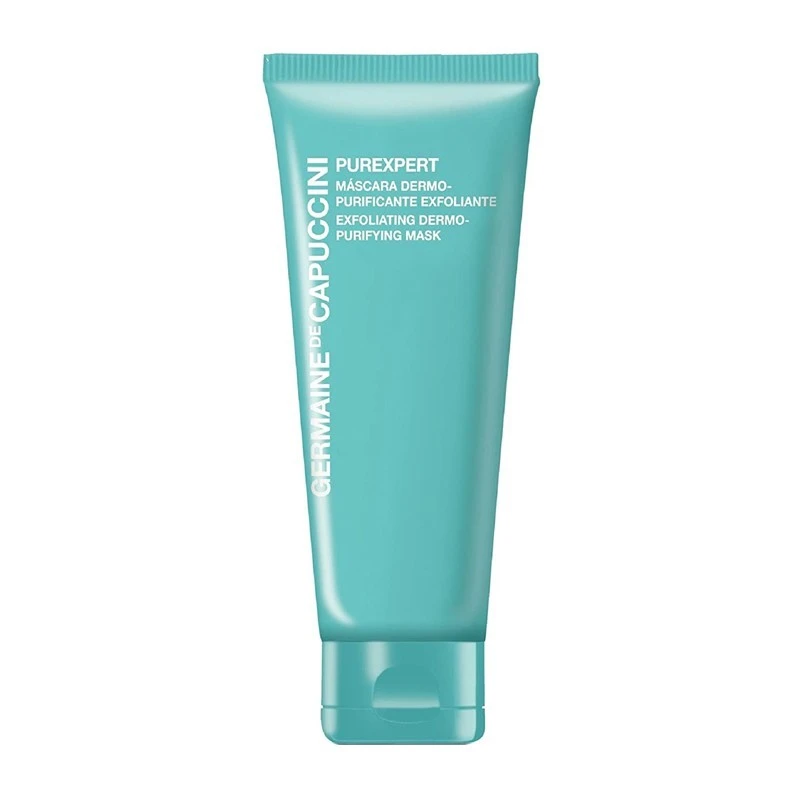 PUREXPERT
MÁSCARA DERMO-
PURIFICANTE EXFOLIANTE
EXFOLIATING DERMO-
PURIFYING MASK
GERMAINE DE CAPUCCINI